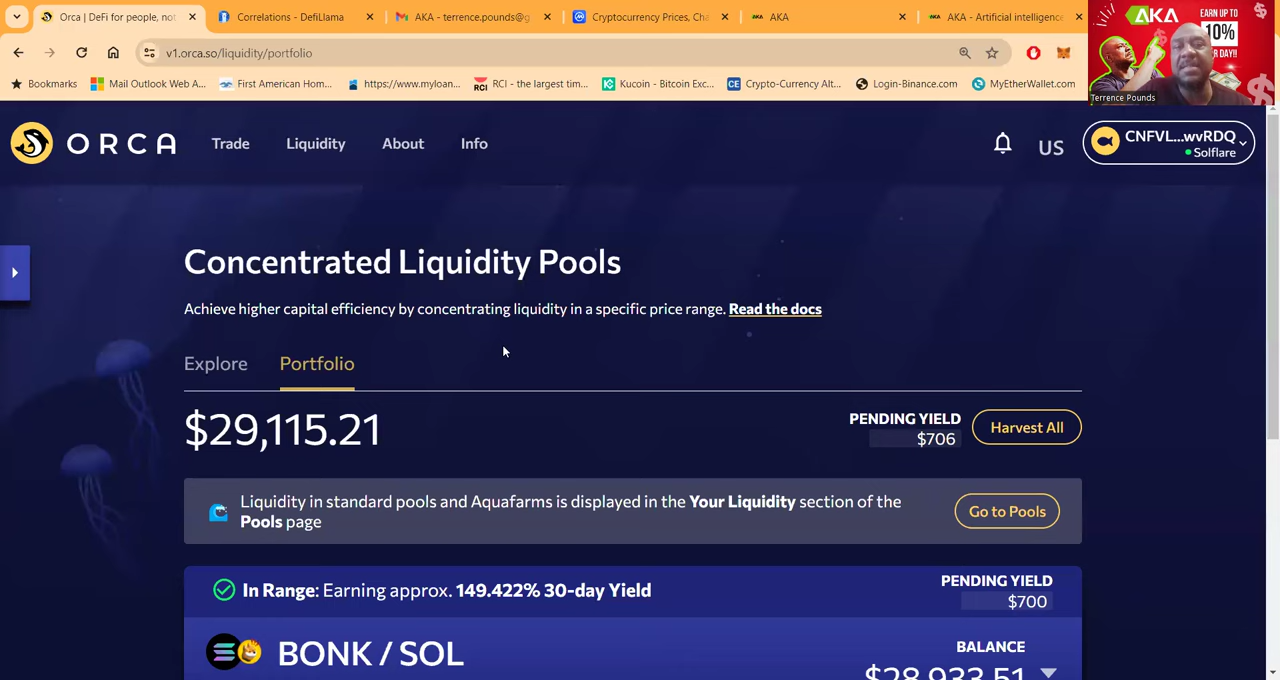 Orca | DeFi for people, not
Correlations - DefiLlama
AKA - terrence.pounds@g
Cryptocurrency Prices, Cha
AKA
AKA - Artificial intelligence
v1.orca.so/liquidity/portfolio
Bookmarks
Mail Outlook Web A...
First American Hom...
https://www.myloan...
RCI - the largest tim...
Kucoin - Bitcoin Exc...
Crypto-Currency Alt...
Login-Binance.com
MyEtherWallet.com
AKA
EARN UP TO
10%
PER DAY!!
Terrence Pounds
ORCA
Trade
Liquidity
About
Info
US
CNFVL...wvRDQ
Solflare
Concentrated Liquidity Pools
Achieve higher capital efficiency by concentrating liquidity in a specific price range. Read the docs
Explore
Portfolio
$29,115.21
PENDING YIELD
$706
Harvest All
Liquidity in standard pools and Aquafarms is displayed in the Your Liquidity section of the
Pools page
Go to Pools
In Range: Earning approx. 149.422% 30-day Yield
PENDING YIELD
$700
BONK / SOL
BALANCE
$28,933.51